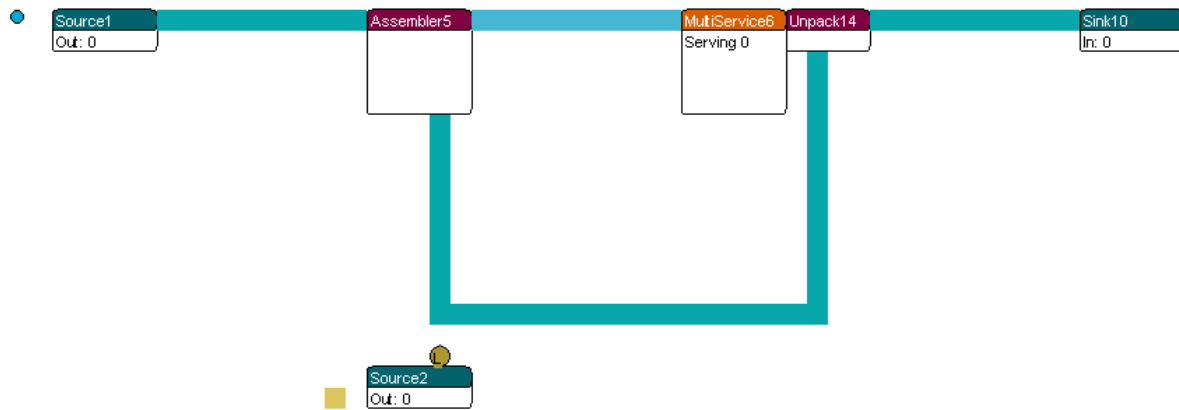 Source1
Out: 0
Assembler5
MultiService6
Serving 0
Unpack14
Sink10
In: 0
L
Source2
Out: 0